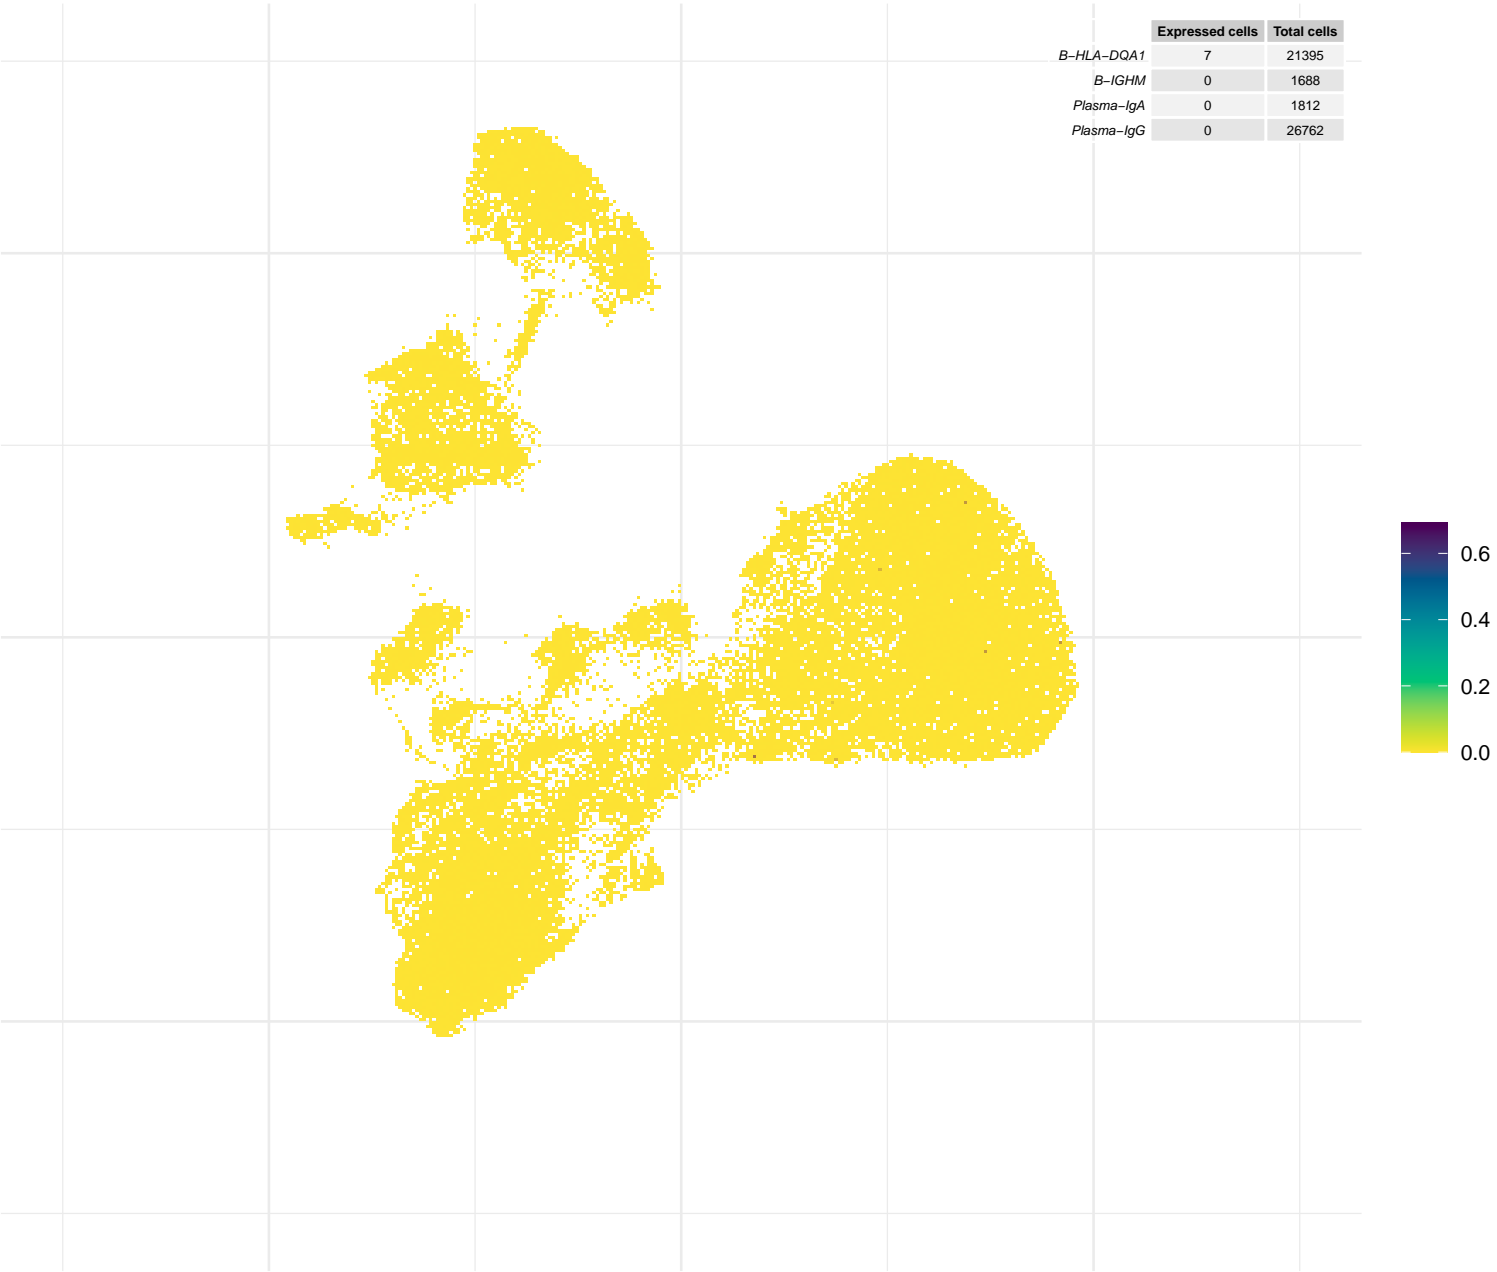 Expressed cells Total cells
B−HLA−DQA1 7 21395
B−IGHM 0 1688
Plasma−IgA 0 1812
Plasma−IgG 0 26762
0.6
0.4
0.2
0.0